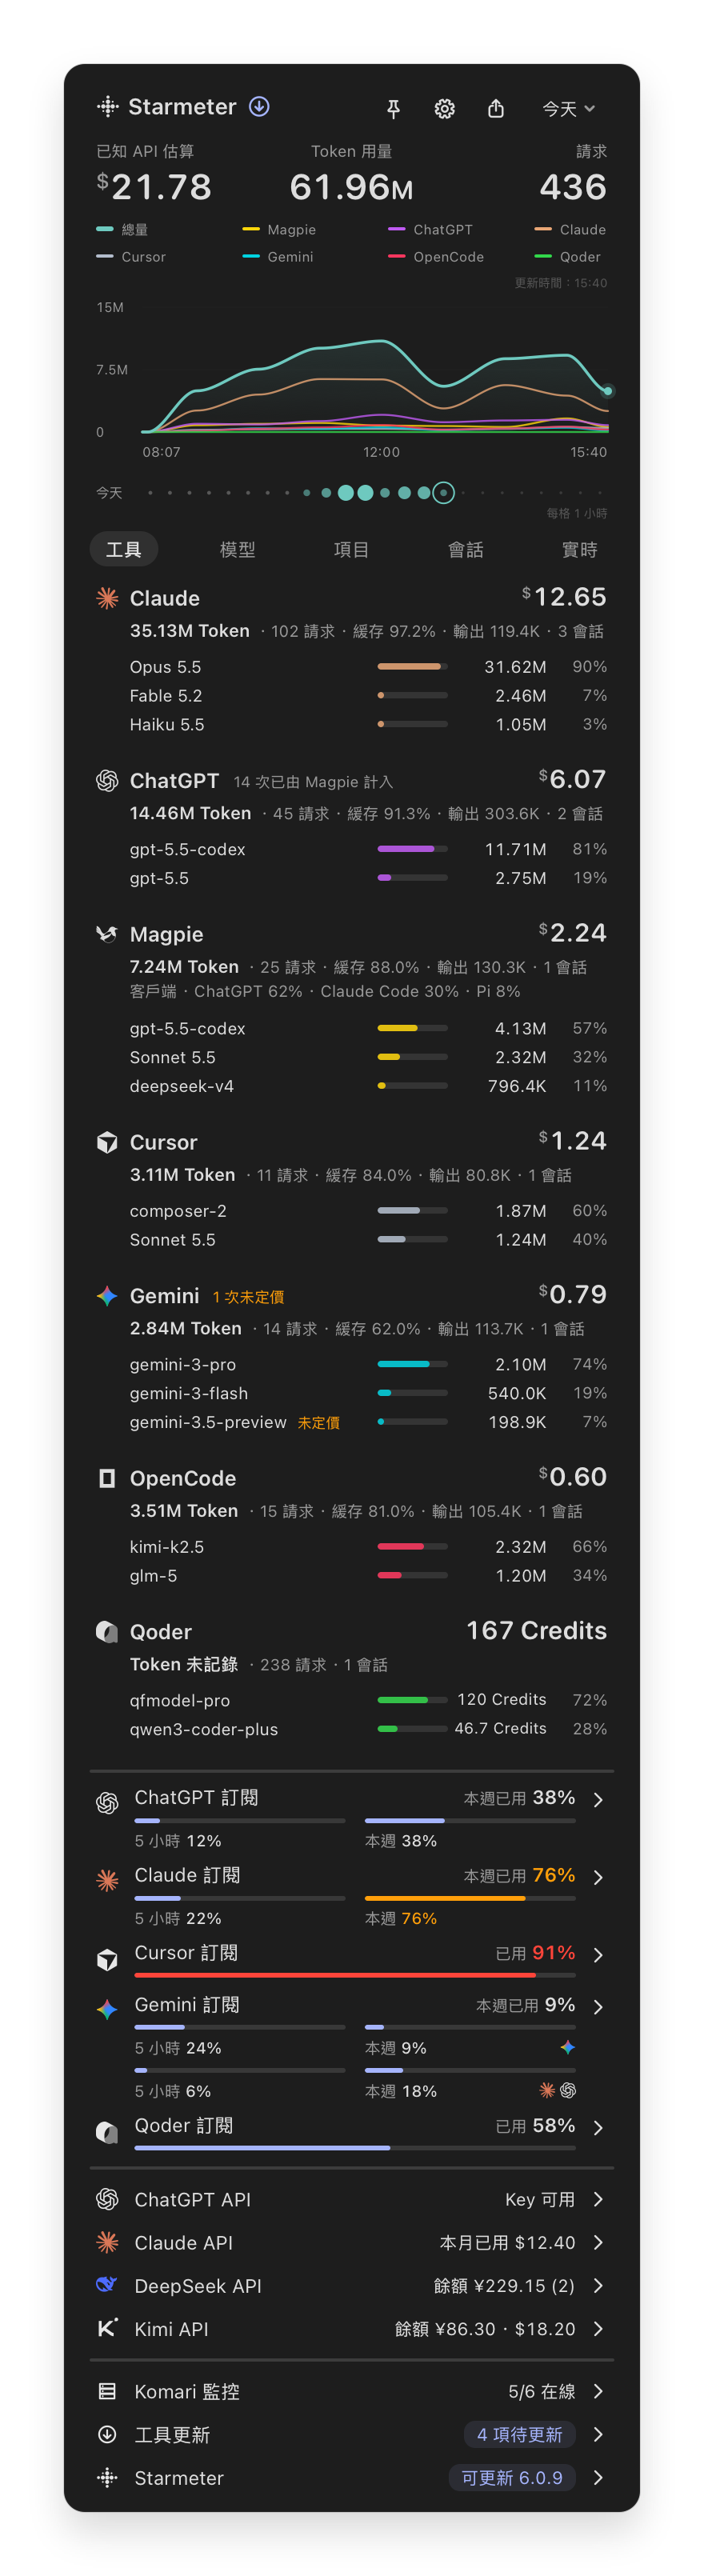 Starmeter 今天
已知 API 估算 Token 用量 請求
$21.78 61.96M 436
總量 Magpie ChatGPT Claude
Cursor Gemini OpenCode Qoder
更新時間：15:40
15M
7.5M
0
08:07 12:00 15:40
今天
每格 1 小時
工具 模型 項目 會話 實時
Claude $12.65
35.13M Token · 102 請求 · 緩存 97.2% · 輸出 119.4K · 3 會話
Opus 5.5 31.62M 90%
Fable 5.2 2.46M 7%
Haiku 5.5 1.05M 3%
ChatGPT 14 次已由 Magpie 計入 $6.07
14.46M Token · 45 請求 · 緩存 91.3% · 輸出 303.6K · 2 會話
gpt-5.5-codex 11.71M 81%
gpt-5.5 2.75M 19%
Magpie $2.24
7.24M Token · 25 請求 · 緩存 88.0% · 輸出 130.3K · 1 會話
客戶端 · ChatGPT 62% · Claude Code 30% · Pi 8%
gpt-5.5-codex 4.13M 57%
Sonnet 5.5 2.32M 32%
deepseek-v4 796.4K 11%
Cursor $1.24
3.11M Token · 11 請求 · 緩存 84.0% · 輸出 80.8K · 1 會話
composer-2 1.87M 60%
Sonnet 5.5 1.24M 40%
Gemini 1 次未定價 $0.79
2.84M Token · 14 請求 · 緩存 62.0% · 輸出 113.7K · 1 會話
gemini-3-pro 2.10M 74%
gemini-3-flash 540.0K 19%
gemini-3.5-preview 未定價 198.9K 7%
OpenCode $0.60
3.51M Token · 15 請求 · 緩存 81.0% · 輸出 105.4K · 1 會話
kimi-k2.5 2.32M 66%
glm-5 1.20M 34%
Qoder 167 Credits
Token 未記錄 · 238 請求 · 1 會話
qfmodel-pro 120 Credits 72%
qwen3-coder-plus 46.7 Credits 28%
ChatGPT 訂閱 本週已用 38%
5 小時 12% 本週 38%
Claude 訂閱 本週已用 76%
5 小時 22% 本週 76%
Cursor 訂閱 已用 91%
Gemini 訂閱 本週已用 9%
5 小時 24% 本週 9%
5 小時 6% 本週 18%
Qoder 訂閱 已用 58%
ChatGPT API Key 可用
Claude API 本月已用 $12.40
DeepSeek API 餘額 ¥229.15 (2)
Kimi API 餘額 ¥86.30 · $18.20
Komari 監控 5/6 在線
工具更新 4 項待更新
Starmeter 可更新 6.0.9